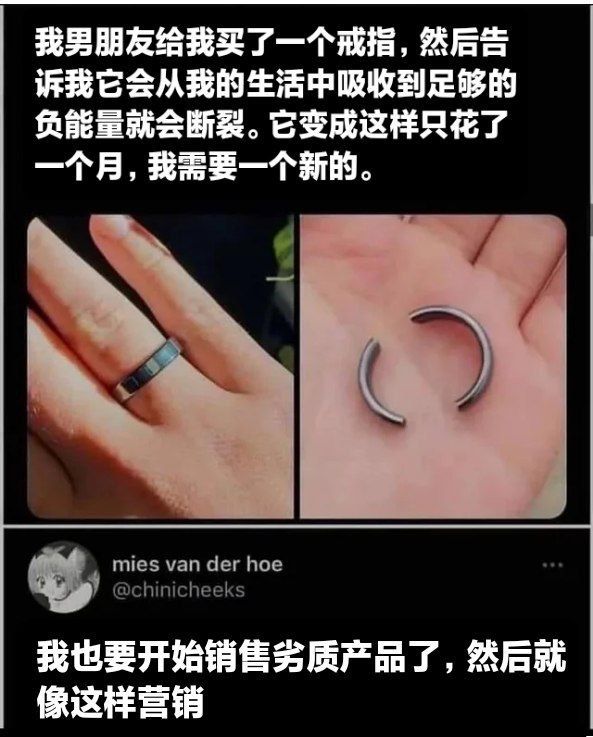 我男朋友给我买了一个戒指，然后告
诉我它会从我的生活中吸收到足够的
负能量就会断裂。它变成这样只花了
一个月，我需要一个新的。
mies van der hoe
@chinicheeks
我也要开始销售劣质产品了，然后就
像这样营销